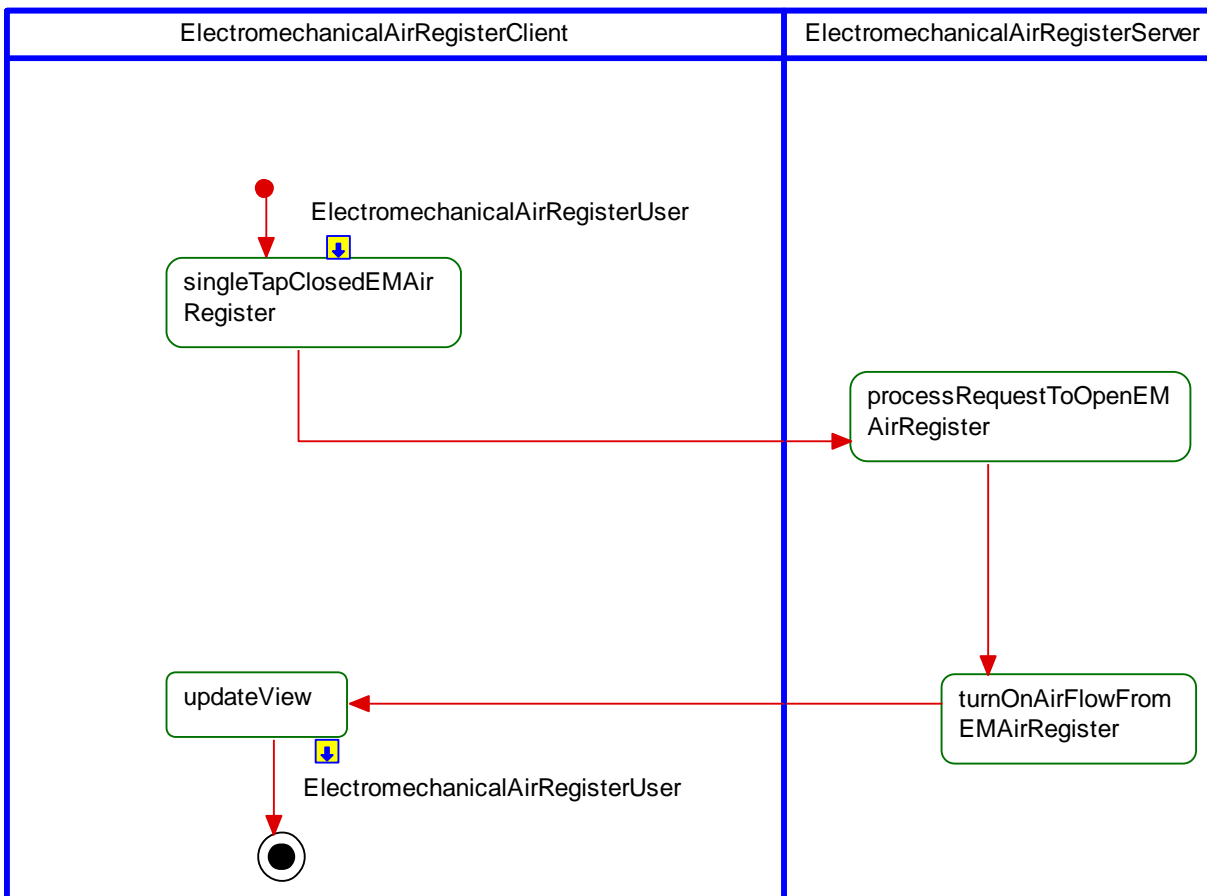 ElectromechanicalAirRegisterClient
ElectromechanicalAirRegisterServer
ElectromechanicalAirRegisterUser
singleTapClosedEMAir
Register
processRequestToOpenEM
AirRegister
updateView
turnOnAirFlowFrom
EMAirRegister
ElectromechanicalAirRegisterUser